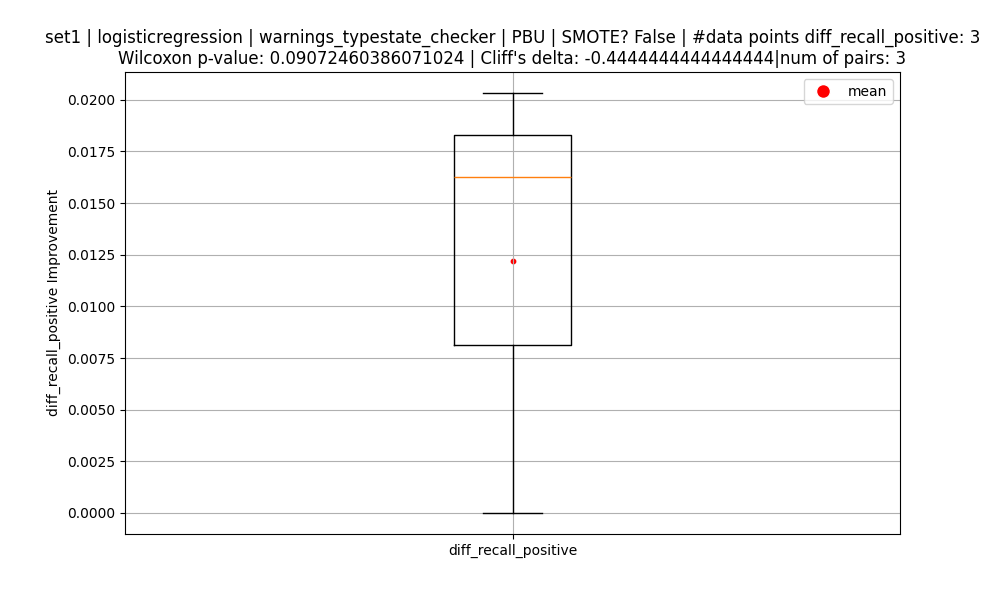 set1 | logisticregression | warnings_typestate_checker | PBU | SMOTE? False | #data points diff_recall_positive: 3
Wilcoxon p-value: 0.09072460386071024 | Cliff's delta: -0.4444444444444444|num of pairs: 3
mean
0.0200
0.0175
0.0150
0.0125
0.0100
0.0075
0.0050
0.0025
0.0000
diff_recall_positive Improvement
diff_recall_positive